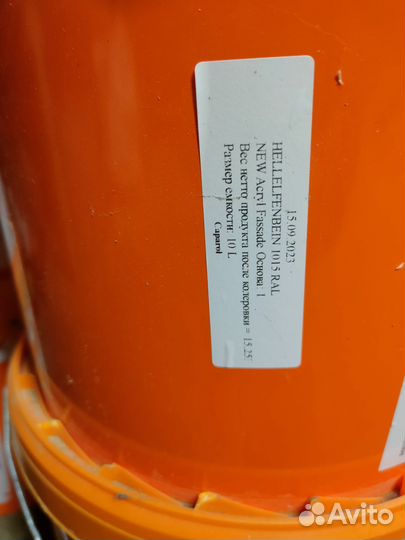 15.09.2023
HELLELFENBEIN 1015 RAL
NEW Acryl Fassade Основа: 1
Вес нетто продукта после колеровки = 15.25
Размер емкости: 10 L
Caparol
Avito